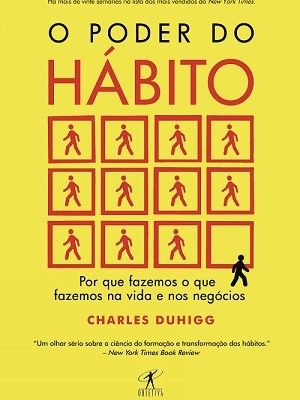 Há mais de vinte semanas na lista dos mais vendidos do New York Times.
O PODER DO
HÁBITO
Por que fazemos o que
fazemos na vida e nos negócios
CHARLES DUHIGG
“Um olhar sério sobre a ciência da formação e transformação dos hábitos.”
– New York Times Book Review
OBJETIVA